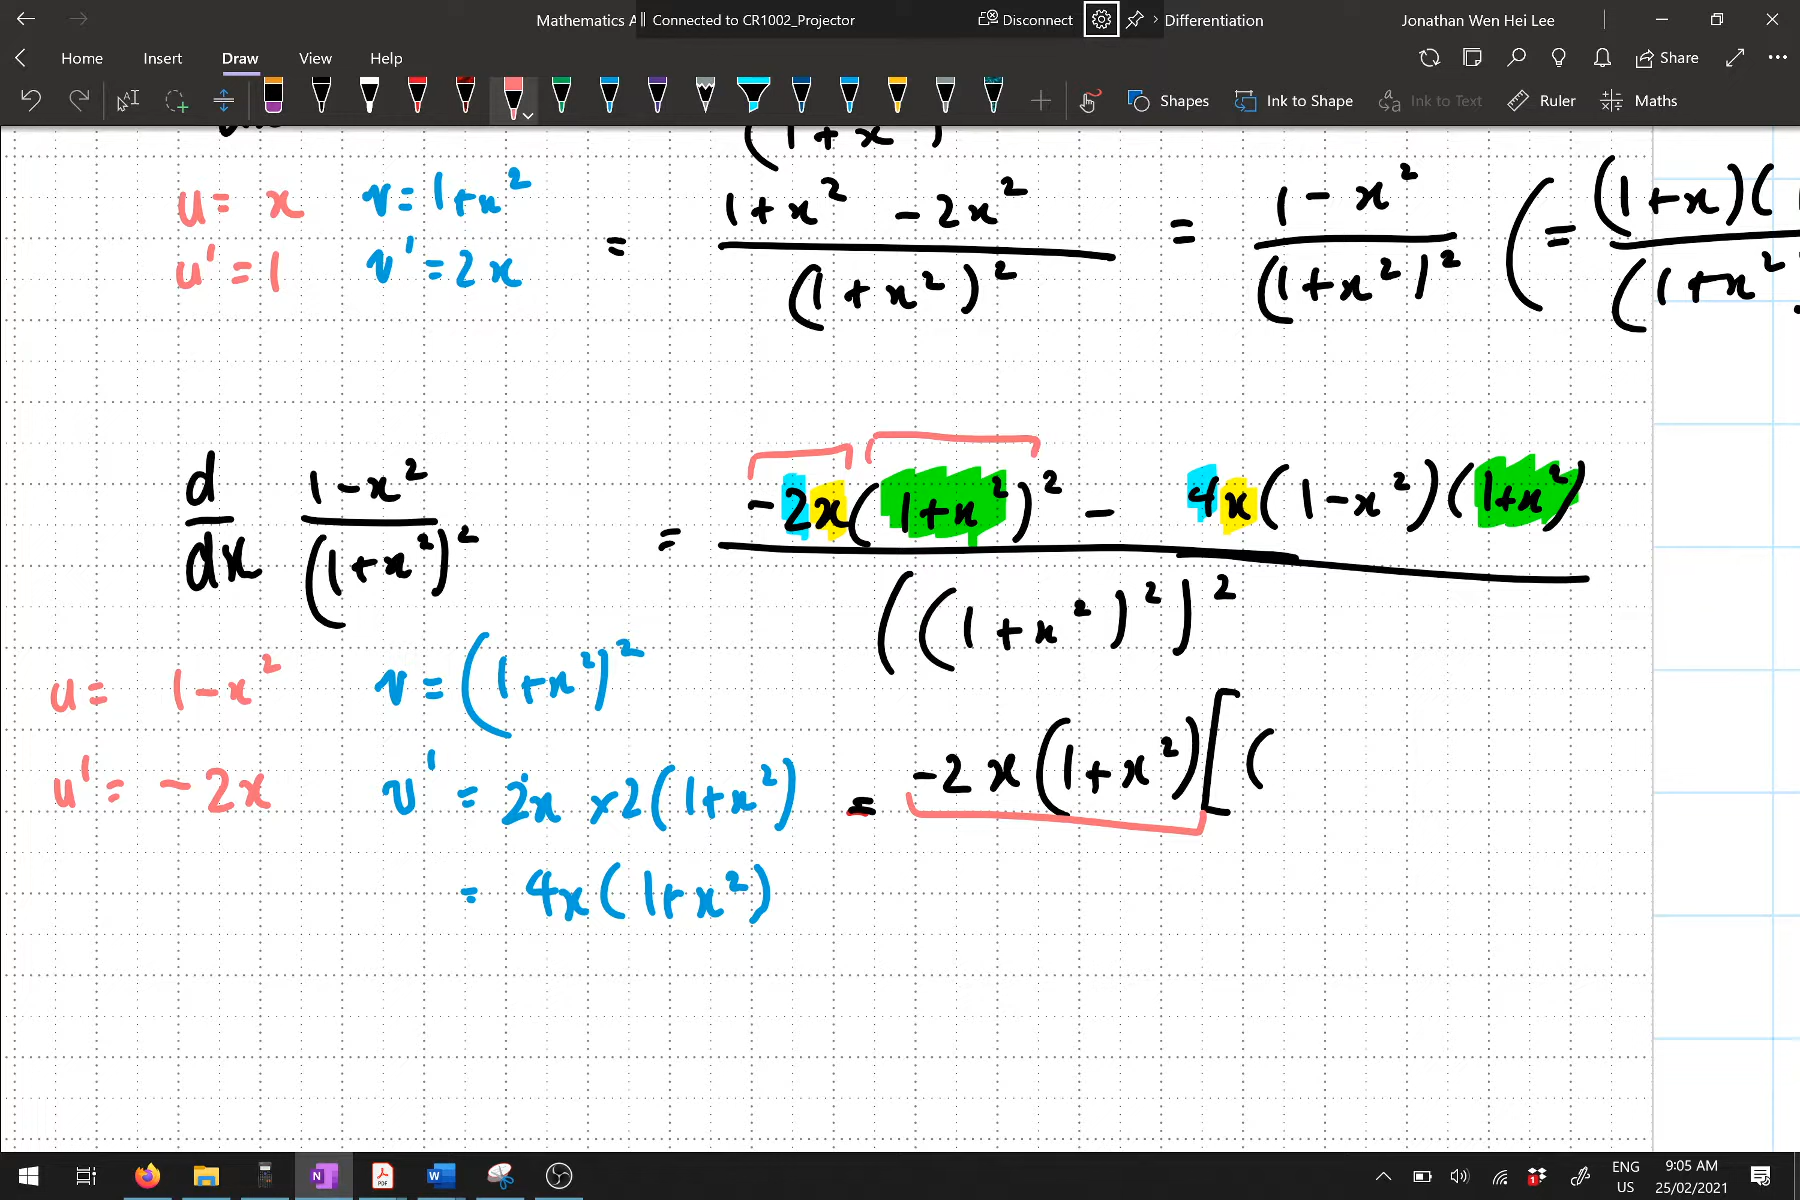 Mathematics A Connected to CR1002_Projector Disconnect Differentiation Jonathan Wen Hei Lee
Home Insert Draw View Help Share
Shapes Ink to Shape Ink to Text Ruler Maths
(1+x
u = x v = 1+x²
u' = 1 v' = 2x
= (1+x² - 2x²)/(1+x²)² = (1-x²)/(1+x²)² ( = (1+x)( / (1+x²
d/dx (1-x²)/(1+x²)² = (-2x(1+x²)² - 4x(1-x²)(1+x²))/((1+x²)²)²
u = 1-x² v = (1+x²)²
u' = -2x v' = 2x × 2(1+x²)
= -2x(1+x²)[(
= 4x(1+x²)
ENG 9:05 AM
US 25/02/2021